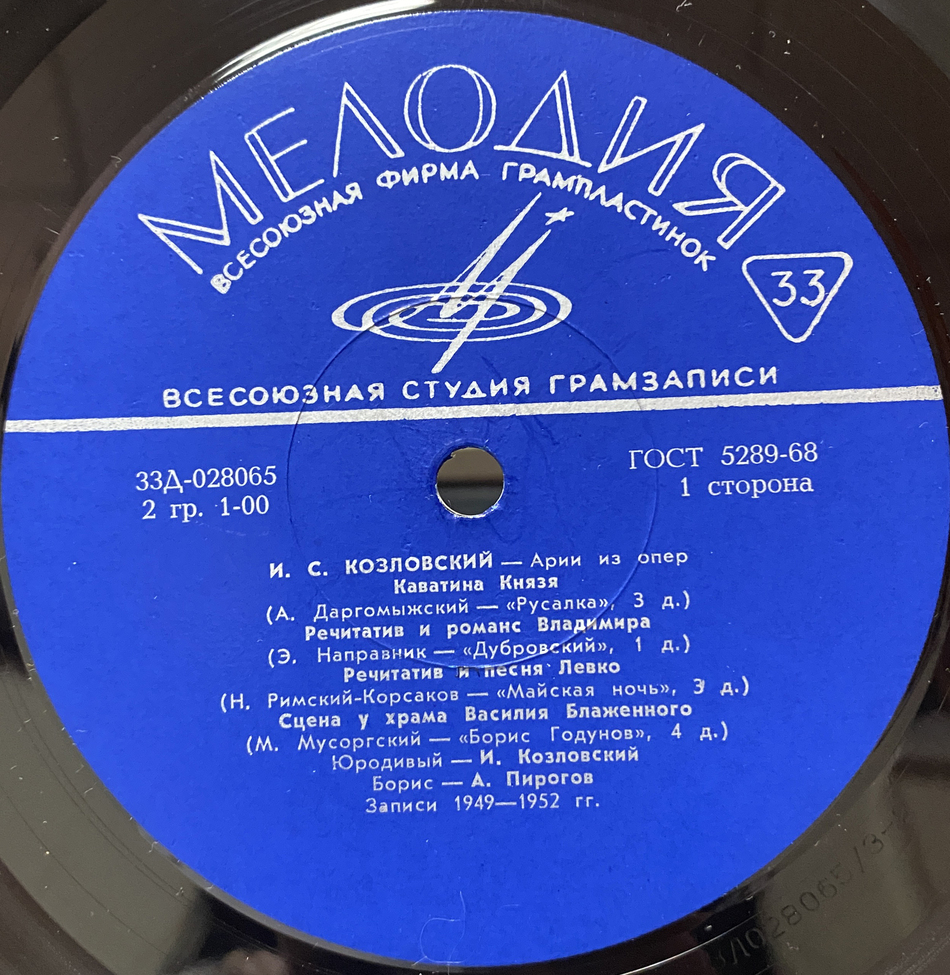 МЕЛОДИЯ
ВСЕСОЮЗНАЯ ФИРМА ГРАМПЛАСТИНОК
33
ВСЕСОЮЗНАЯ СТУДИЯ ГРАМЗАПИСИ
33Д-028065
2 гр. 1-00
ГОСТ 5289-68
1 сторона
И. С. КОЗЛОВСКИЙ — Арии из опер
Каватина Князя
(А. Даргомыжский — «Русалка», 3 д.)
Речитатив и романс Владимира
(Э. Направник — «Дубровский», 1 д.)
Речитатив и песня Левко
(Н. Римский-Корсаков — «Майская ночь», 3 д.)
Сцена у храма Василия Блаженного
(М. Мусоргский — «Борис Годунов», 4 д.)
Юродивый — И. Козловский
Борис — А. Пирогов
Записи 1949—1952 гг.